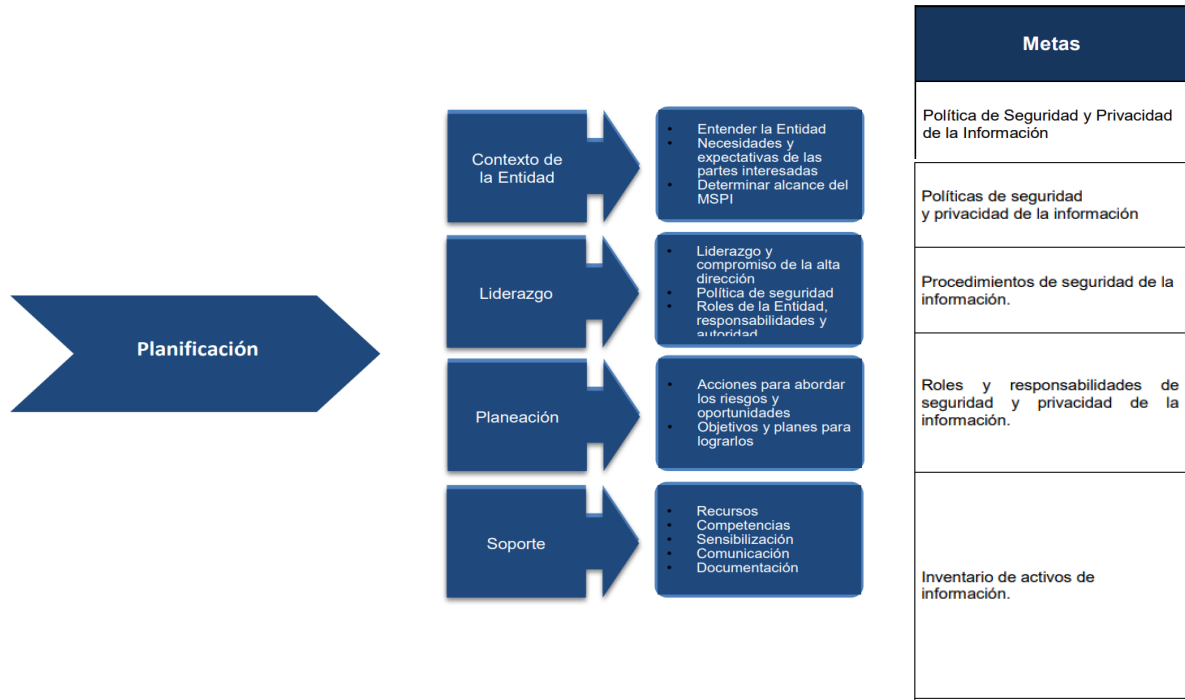 Planificación
Contexto de
la Entidad
• Entender la Entidad
• Necesidades y
expectativas de las
partes interesadas
• Determinar alcance del
MSPI
Liderazgo
• Liderazgo y
compromiso de la alta
dirección
• Política de seguridad
• Roles de la Entidad,
responsabilidades y
autoridad
Planeación
• Acciones para abordar
los riesgos y
oportunidades
• Objetivos y planes para
lograrlos
Soporte
• Recursos
• Competencias
• Sensibilización
• Comunicación
• Documentación
Metas
Política de Seguridad y Privacidad
de la Información
Políticas de seguridad
y privacidad de la información
Procedimientos de seguridad de la
información.
Roles y responsabilidades de
seguridad y privacidad de la
información.
Inventario de activos de
información.